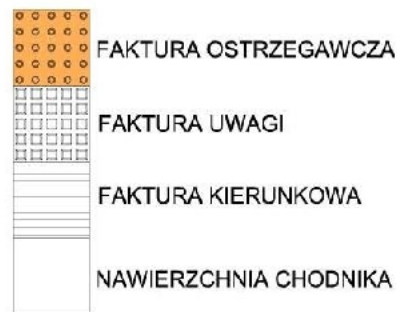 FAKTURA OSTRZEGAWCZA
FAKTURA UWAGI
FAKTURA KIERUNKOWA
NAWIERZCHNIA CHODNIKA